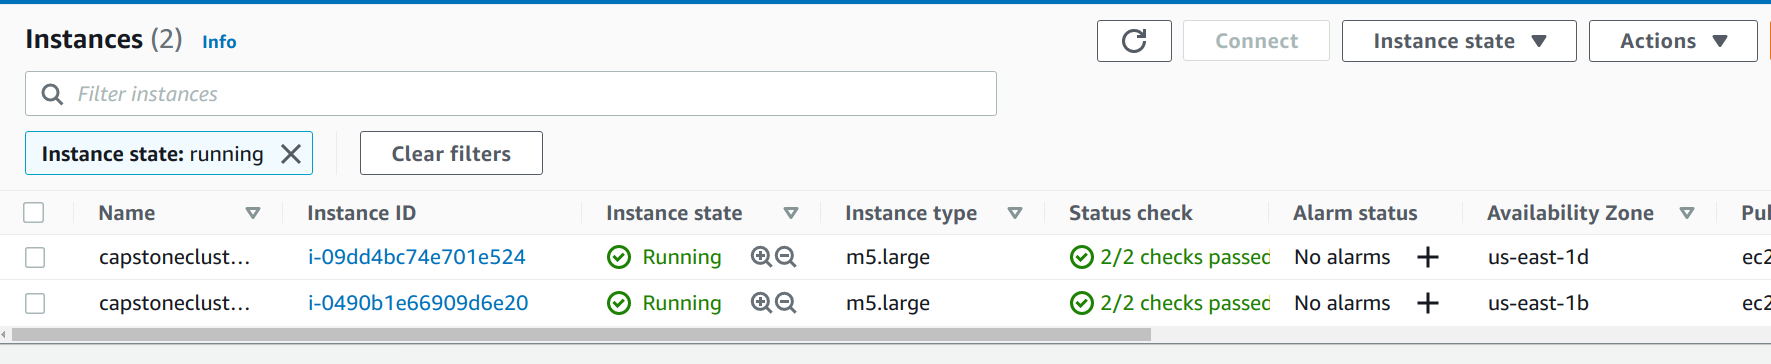 Instances (2) Info
Connect
Instance state
Actions
Filter instances
Instance state: running
Clear filters
Name Instance ID Instance state Instance type Status check Alarm status Availability Zone Pul
capstoneclust… i-09dd4bc74e701e524 Running m5.large 2/2 checks passed No alarms us-east-1d ec2
capstoneclust… i-0490b1e66909d6e20 Running m5.large 2/2 checks passed No alarms us-east-1b ec2